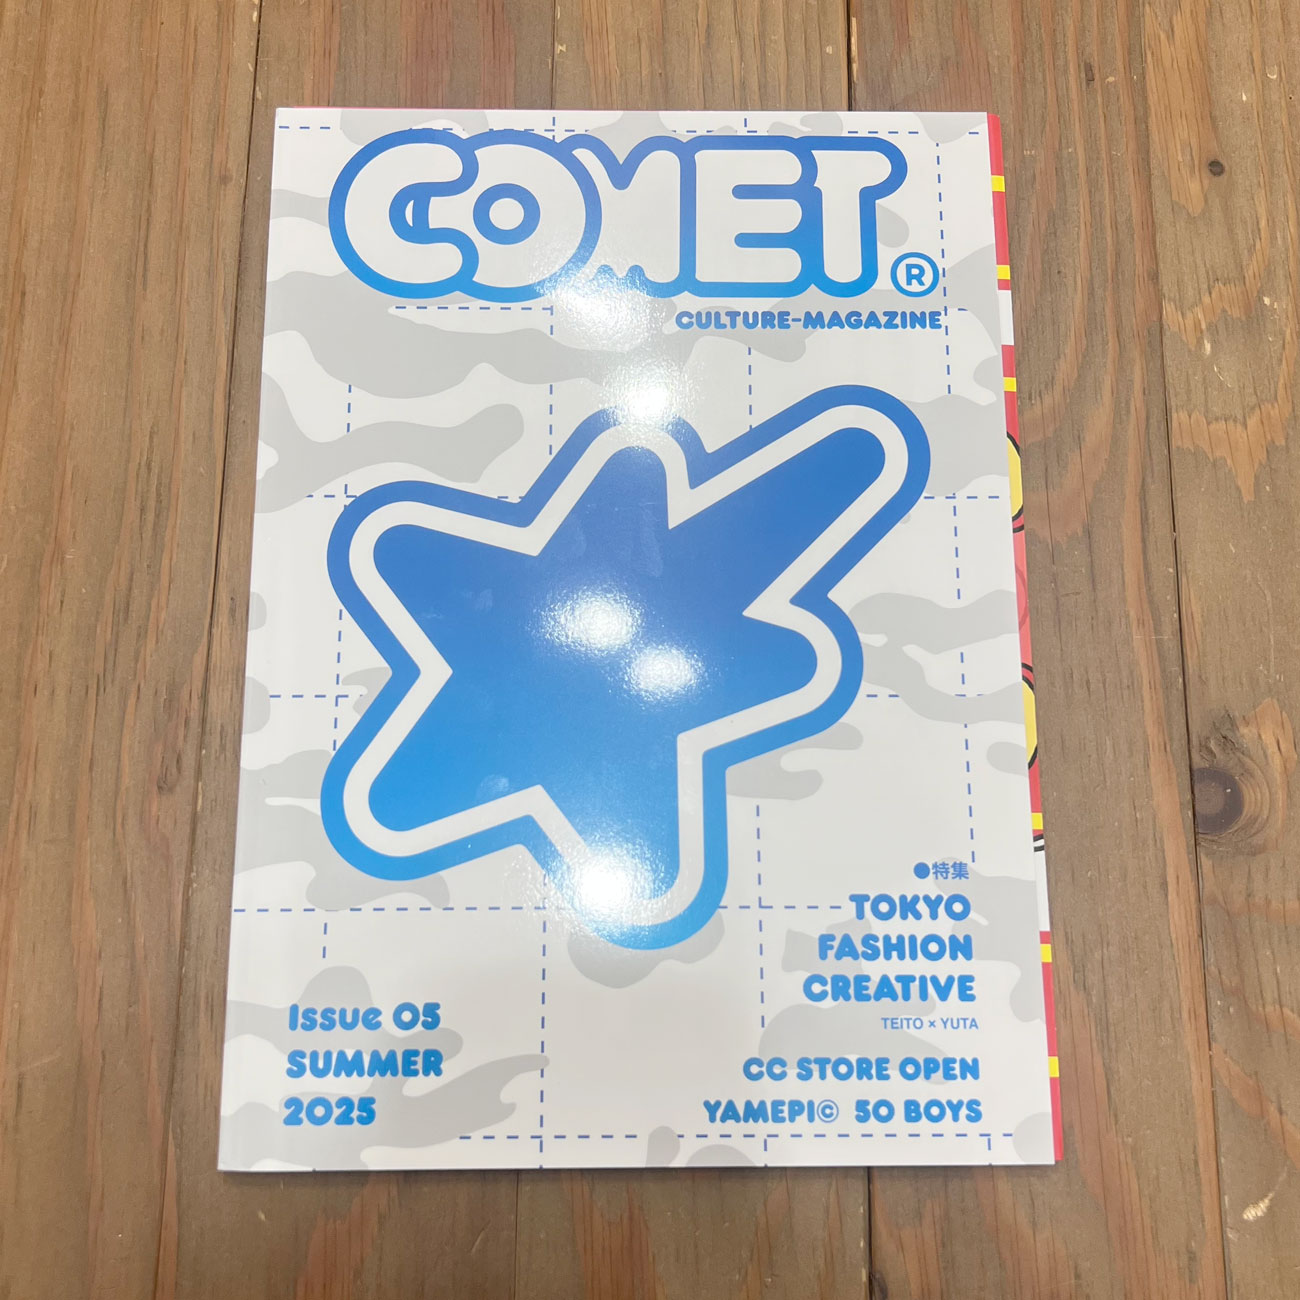 COMET
®
CULTURE-MAGAZINE
●特集
TOKYO
FASHION
CREATIVE
TEITO × YUTA
CC STORE OPEN
YAMEPI© 50 BOYS
Issue 05
SUMMER
2025